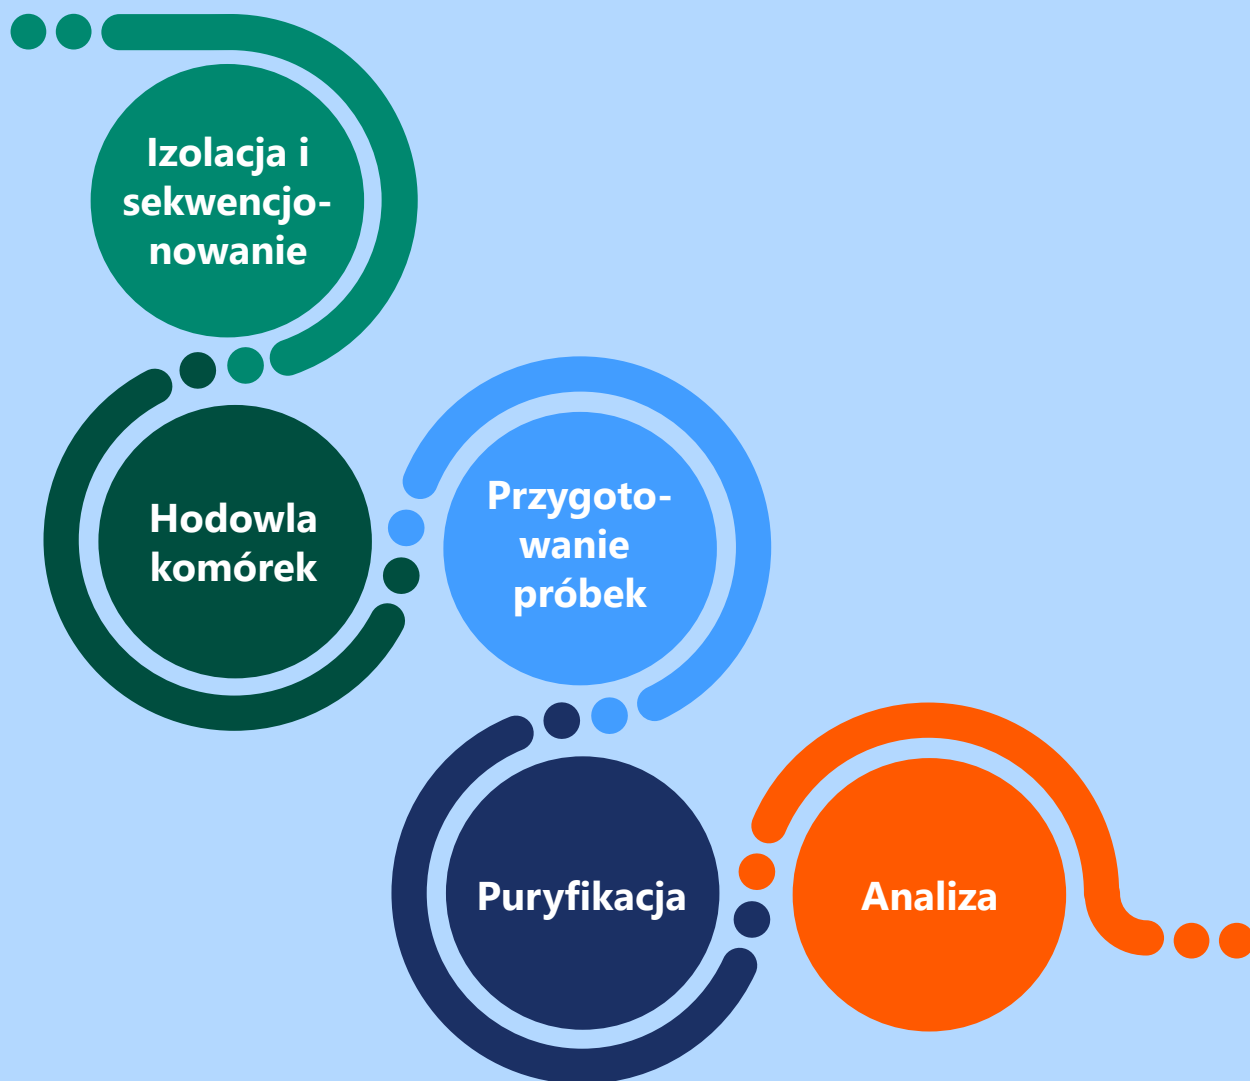 Izolacja i
sekwencjo-
nowanie
Hodowla
komórek
Przygoto-
wanie
próbek
Puryfikacja
Analiza